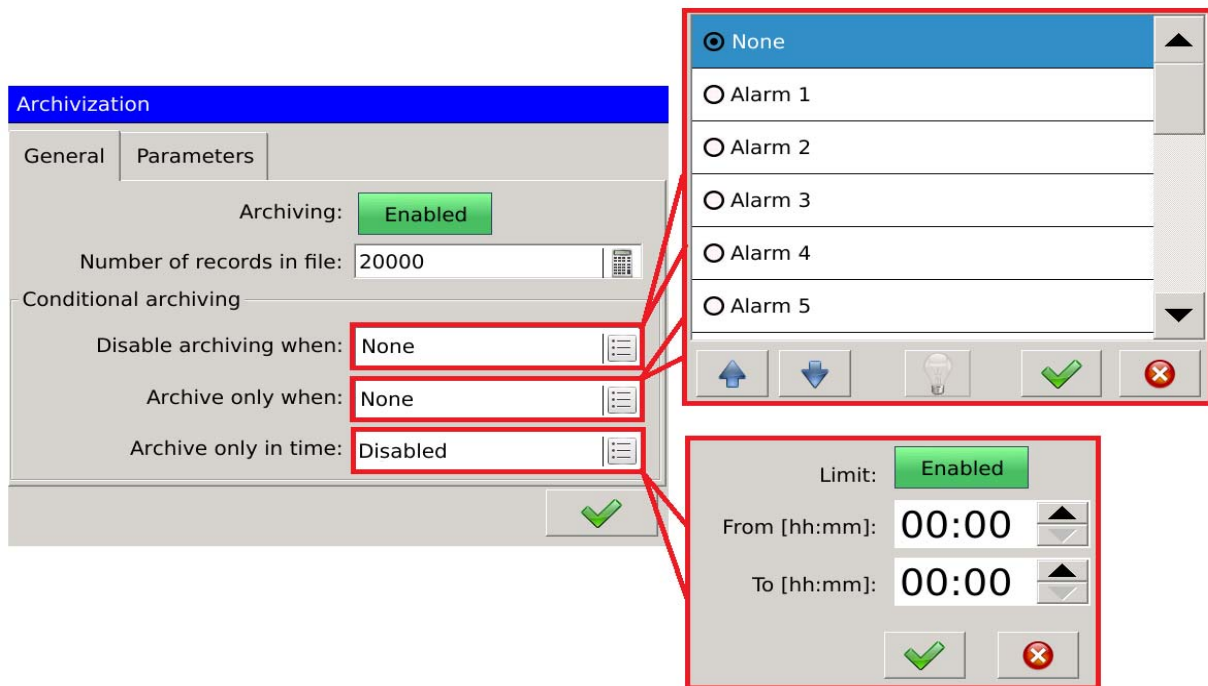 Archivization
General Parameters
Archiving: Enabled
Number of records in file: 20000
Conditional archiving
Disable archiving when: None
Archive only when: None
Archive only in time: Disabled
None
Alarm 1
Alarm 2
Alarm 3
Alarm 4
Alarm 5
Limit: Enabled
From [hh:mm]: 00:00
To [hh:mm]: 00:00